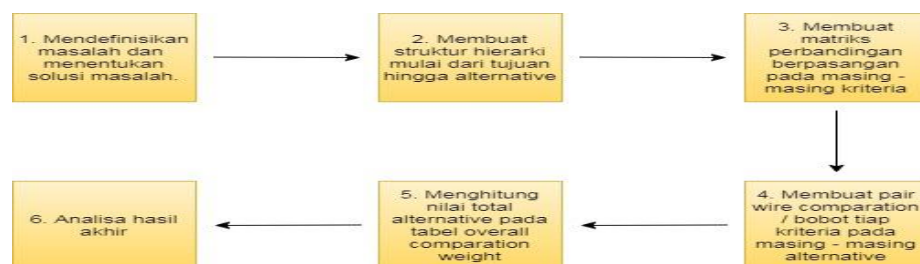 1. Mendefinisikan
masalah dan
menentukan
solusi masalah.
2. Membuat
struktur hierarki
mulai dari tujuan
hingga alternative
3. Membuat
matriks
perbandingan
berpasangan
pada masing -
masing kriteria
4. Membuat pair
wire comparation
/ bobot tiap
kriteria pada
masing - masing
alternative
5. Menghitung
nilai total
alternative pada
tabel overall
comparation
weight
6. Analisa hasil
akhir